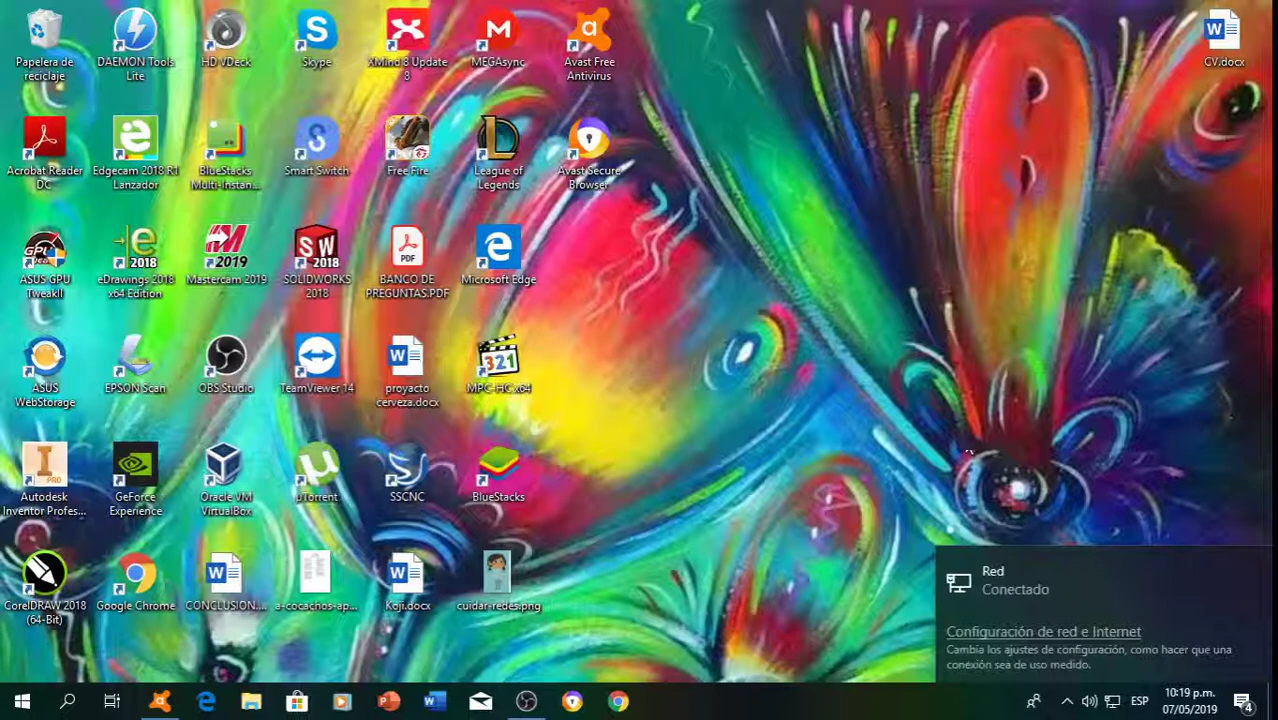 Papelera de
reciclaje
DAEMON Tools
Lite
HD VDeck
Skype
XMind 8 Update
8
MEGAsync
Avast Free
Antivirus
CV.docx
Acrobat Reader
DC
Edgecam 2018 R1
Lanzador
BlueStacks
Multi-Instan...
Smart Switch
Free Fire
League of
Legends
Avast Secure
Browser
ASUS GPU
TweakII
eDrawings 2018
x64 Edition
Mastercam 2019
SOLIDWORKS
2018
BANCO DE
PREGUNTAS.PDF
Microsoft Edge
ASUS
WebStorage
EPSON Scan
OBS Studio
TeamViewer 14
proyacto
cerveza.docx
MPC-HC x64
Autodesk
Inventor Profes...
GeForce
Experience
Oracle VM
VirtualBox
µTorrent
SSCNC
BlueStacks
CorelDRAW 2018
(64-Bit)
Google Chrome
CONCLUSION....
a-cocachos-ap...
Koji.docx
cuidar-redes.png
Red
Conectado
Configuración de red e Internet
Cambia los ajustes de configuración, como hacer que una
conexión sea de uso medido.
ESP
10:19 p.m.
07/05/2019
4